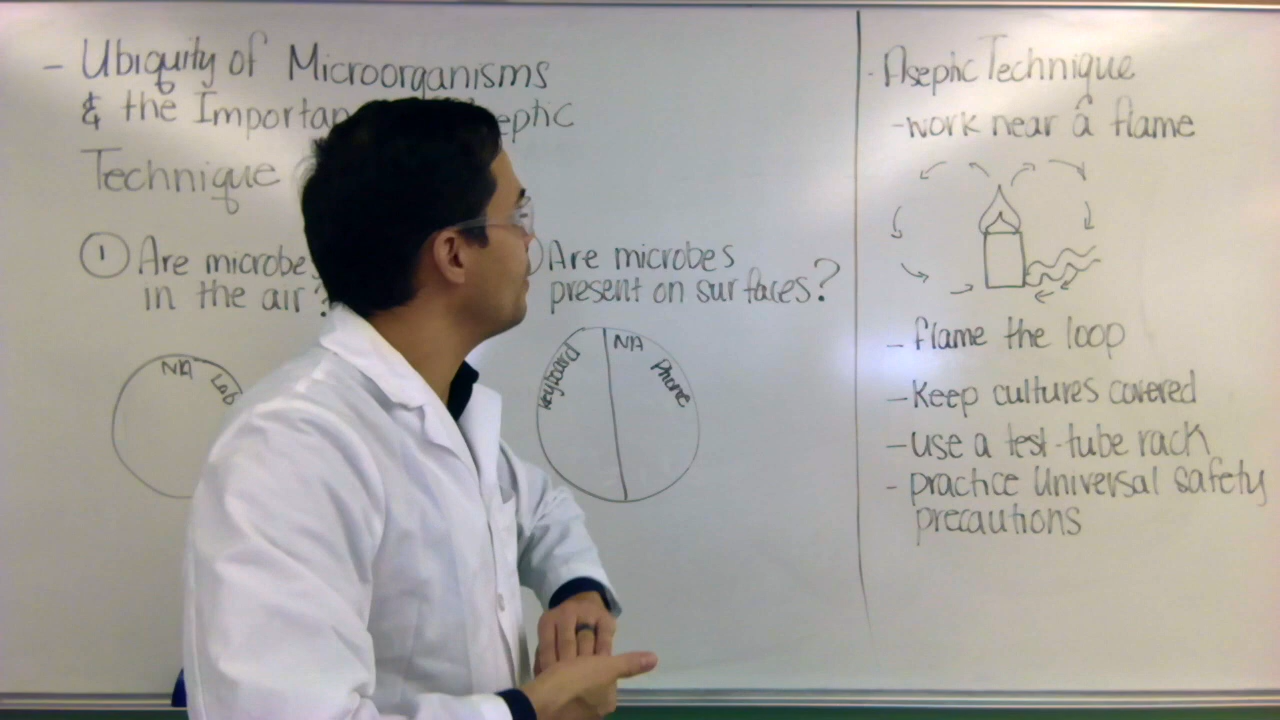 - Ubiquity of Microorganisms
& the Importan eptic
Technique
1 Are microbe
in the air?
NA
Lab
Are microbes
present on surfaces?
Keyboard
NA
Phone
- Aseptic Technique
- work near a flame
- flame the loop
- Keep cultures covered
- use a test-tube rack
- practice Universal safety
precautions